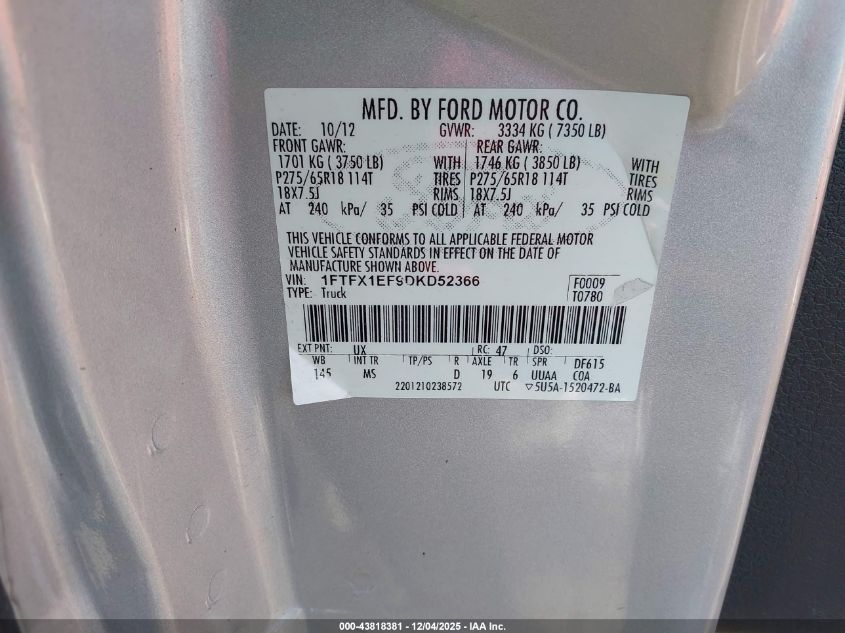 MFD. BY FORD MOTOR CO.
DATE: 10/12 GVWR: 3334 KG ( 7350 LB)
FRONT GAWR: REAR GAWR:
1701 KG ( 3750 LB) WITH 1746 KG ( 3850 LB) WITH
P275/65R18 114T TIRES P275/65R18 114T TIRES
18X7.5J RIMS 18X7.5J RIMS
AT 240 kPa/ 35 PSI COLD AT 240 kPa/ 35 PSI COLD
THIS VEHICLE CONFORMS TO ALL APPLICABLE FEDERAL MOTOR
VEHICLE SAFETY STANDARDS IN EFFECT ON THE DATE OF
MANUFACTURE SHOWN ABOVE.
VIN: 1FTFX1EF9DKD52366 F0009
TYPE: Truck T0780
EXT PNT: UX RC: 47 DSO:
WB INT TR TP/PS R AXLE TR SPR DF615
145 MS D 19 6 UUAA COA
2201210238572 UTC ▽5U5A-1520472-BA
000-43818381 - 12/04/2025 - IAA Inc.